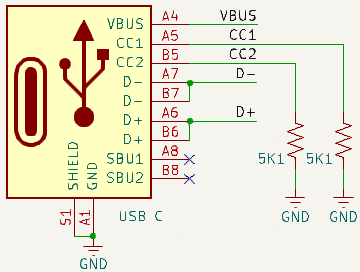 VBUS A4 VBUS
CC1 A5 CC1
CC2 B5 CC2
D- A7 D-
D- B7
D+ A6 D+
D+ B6
SBU1 A8
SBU2 B8
5K1 5K1
SHIELD GND
S1 A1
USB C
GND GND
GND